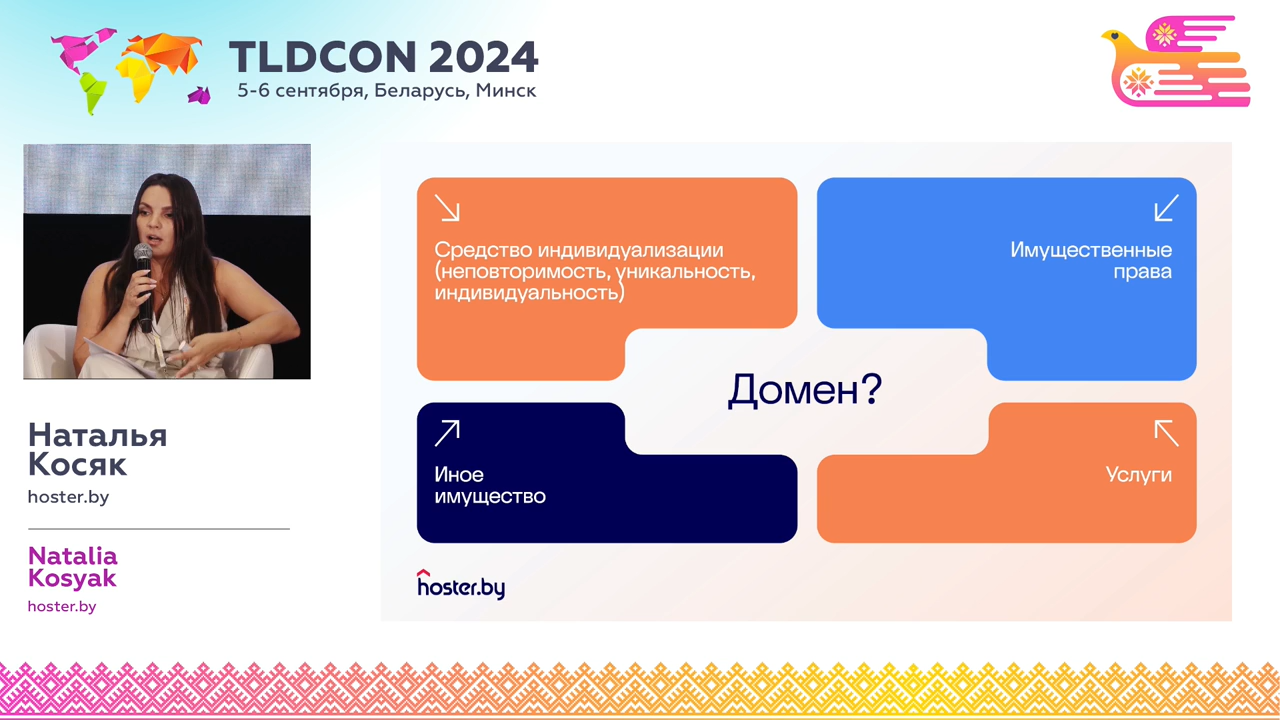 TLDCON 2024
5-6 сентября, Беларусь, Минск
Наталья
Косяк
hoster.by
Natalia
Kosyak
hoster.by
Средство индивидуализации
(неповторимость, уникальность,
индивидуальность)
Имущественные
права
Домен?
Иное
имущество
Услуги
hoster.by